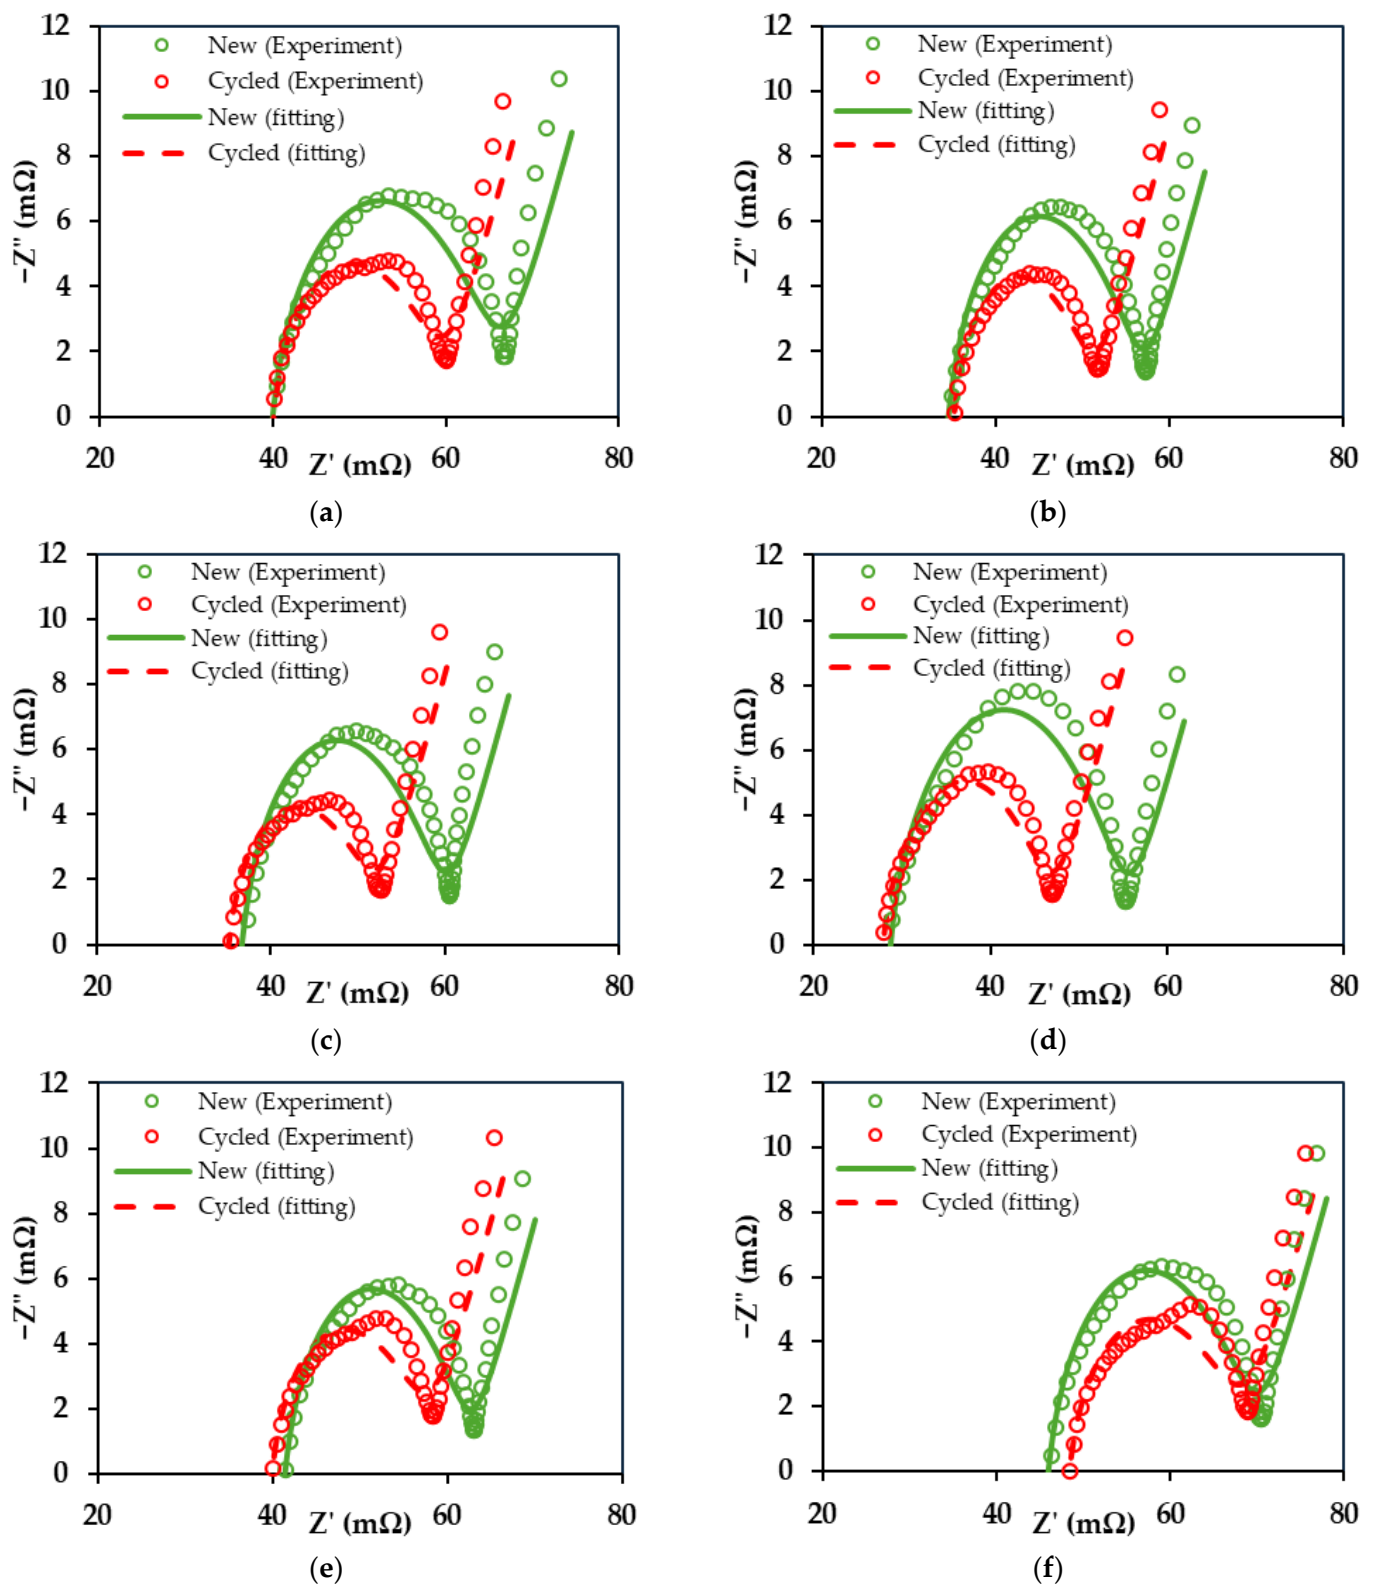 12
10
8
6
4
2
0
−Z" (mΩ)
New (Experiment)
Cycled (Experiment)
New (fitting)
Cycled (fitting)
20 40 60 80
Z' (mΩ)
(a)
12
10
8
6
4
2
0
−Z" (mΩ)
New (Experiment)
Cycled (Experiment)
New (fitting)
Cycled (fitting)
20 40 60 80
Z' (mΩ)
(b)
12
10
8
6
4
2
0
−Z" (mΩ)
New (Experiment)
Cycled (Experiment)
New (fitting)
Cycled (fitting)
20 40 60 80
Z' (mΩ)
(c)
12
10
8
6
4
2
0
−Z" (mΩ)
New (Experiment)
Cycled (Experiment)
New (fitting)
Cycled (fitting)
20 40 60 80
Z' (mΩ)
(d)
12
10
8
6
4
2
0
−Z" (mΩ)
New (Experiment)
Cycled (Experiment)
New (fitting)
Cycled (fitting)
20 40 60 80
Z' (mΩ)
(e)
12
10
8
6
4
2
0
−Z" (mΩ)
New (Experiment)
Cycled (Experiment)
New (fitting)
Cycled (fitting)
20 40 60 80
Z' (mΩ)
(f)